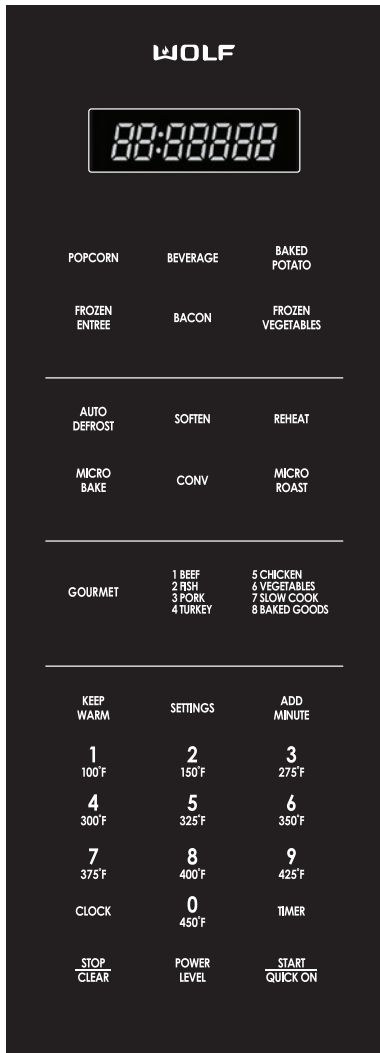 WOLF
88:88888
POPCORN
BEVERAGE
BAKED
POTATO
FROZEN
ENTREE
BACON
FROZEN
VEGETABLES
AUTO
DEFROST
SOFTEN
REHEAT
MICRO
BAKE
CONV
MICRO
ROAST
GOURMET
1 BEEF
2 FISH
3 PORK
4 TURKEY
5 CHICKEN
6 VEGETABLES
7 SLOW COOK
8 BAKED GOODS
KEEP
WARM
SETTINGS
ADD
MINUTE
1
100°F
2
150°F
3
275°F
4
300°F
5
325°F
6
350°F
7
375°F
8
400°F
9
425°F
CLOCK
0
450°F
TIMER
STOP
CLEAR
POWER
LEVEL
START
QUICK ON